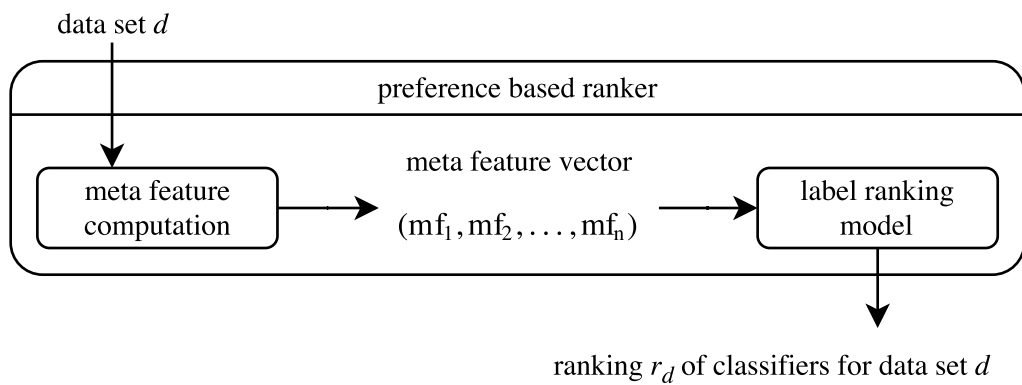 data set d
preference based ranker
meta feature
computation
meta feature vector
(mf₁, mf₂, . . . , mfₙ)
label ranking
model
ranking r_d of classifiers for data set d